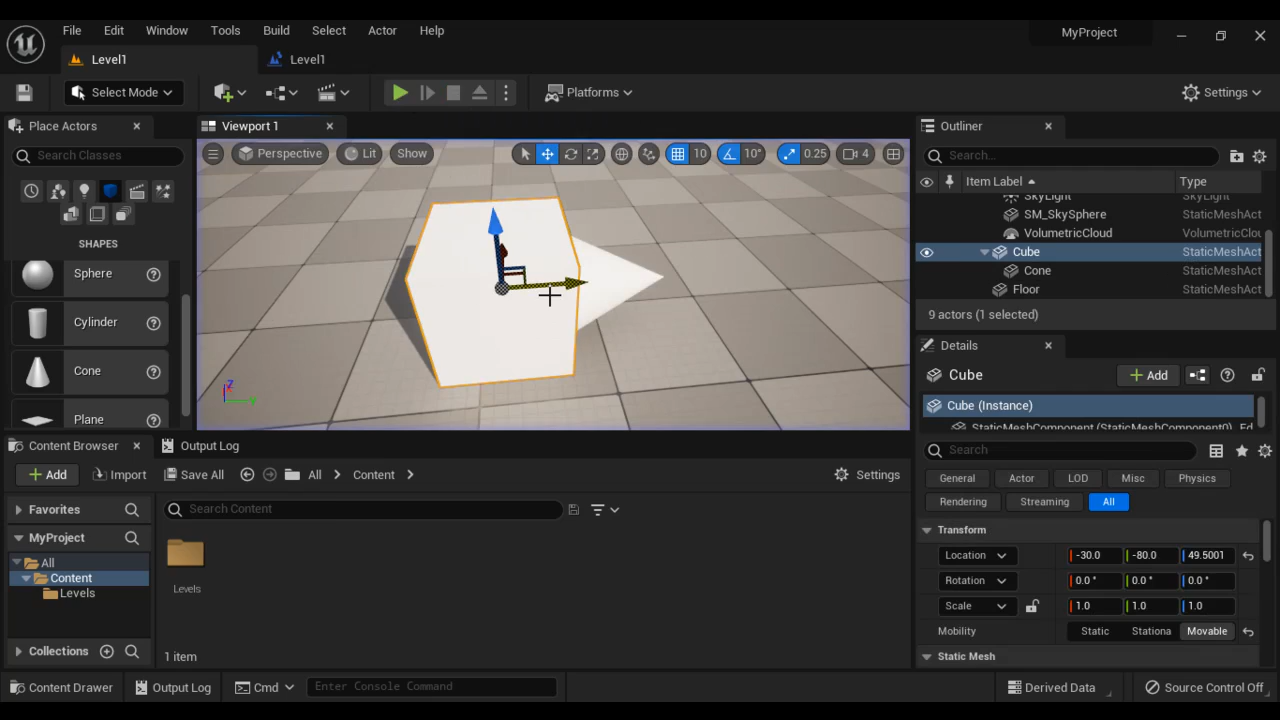 File Edit Window Tools Build Select Actor Help
MyProject
Level1
Level1
Select Mode
Platforms
Settings
Place Actors
Search Classes
SHAPES
Sphere
Cylinder
Cone
Plane
Viewport 1
Perspective
Lit
Show
10
10°
0.25
4
Z
Y
Outliner
Search...
Item Label
Type
SkyLight
SM_SkySphere StaticMeshAct
VolumetricCloud VolumetricClou
Cube StaticMeshAct
Cone StaticMeshAct
Floor StaticMeshAct
9 actors (1 selected)
Details
Cube
+ Add
Cube (Instance)
StaticMeshComponent (StaticMeshComponent0) Ed
Search
General Actor LOD Misc Physics
Rendering Streaming All
Transform
Location -30.0 -80.0 49.5001
Rotation 0.0 ° 0.0 ° 0.0 °
Scale 1.0 1.0 1.0
Mobility Static Stationa Movable
Static Mesh
Content Browser
Output Log
+ Add
Import
Save All
All
Content
Settings
Favorites
MyProject
All
Content
Levels
Collections
Search Content
Levels
1 item
Content Drawer
Output Log
Cmd
Enter Console Command
Derived Data
Source Control Off